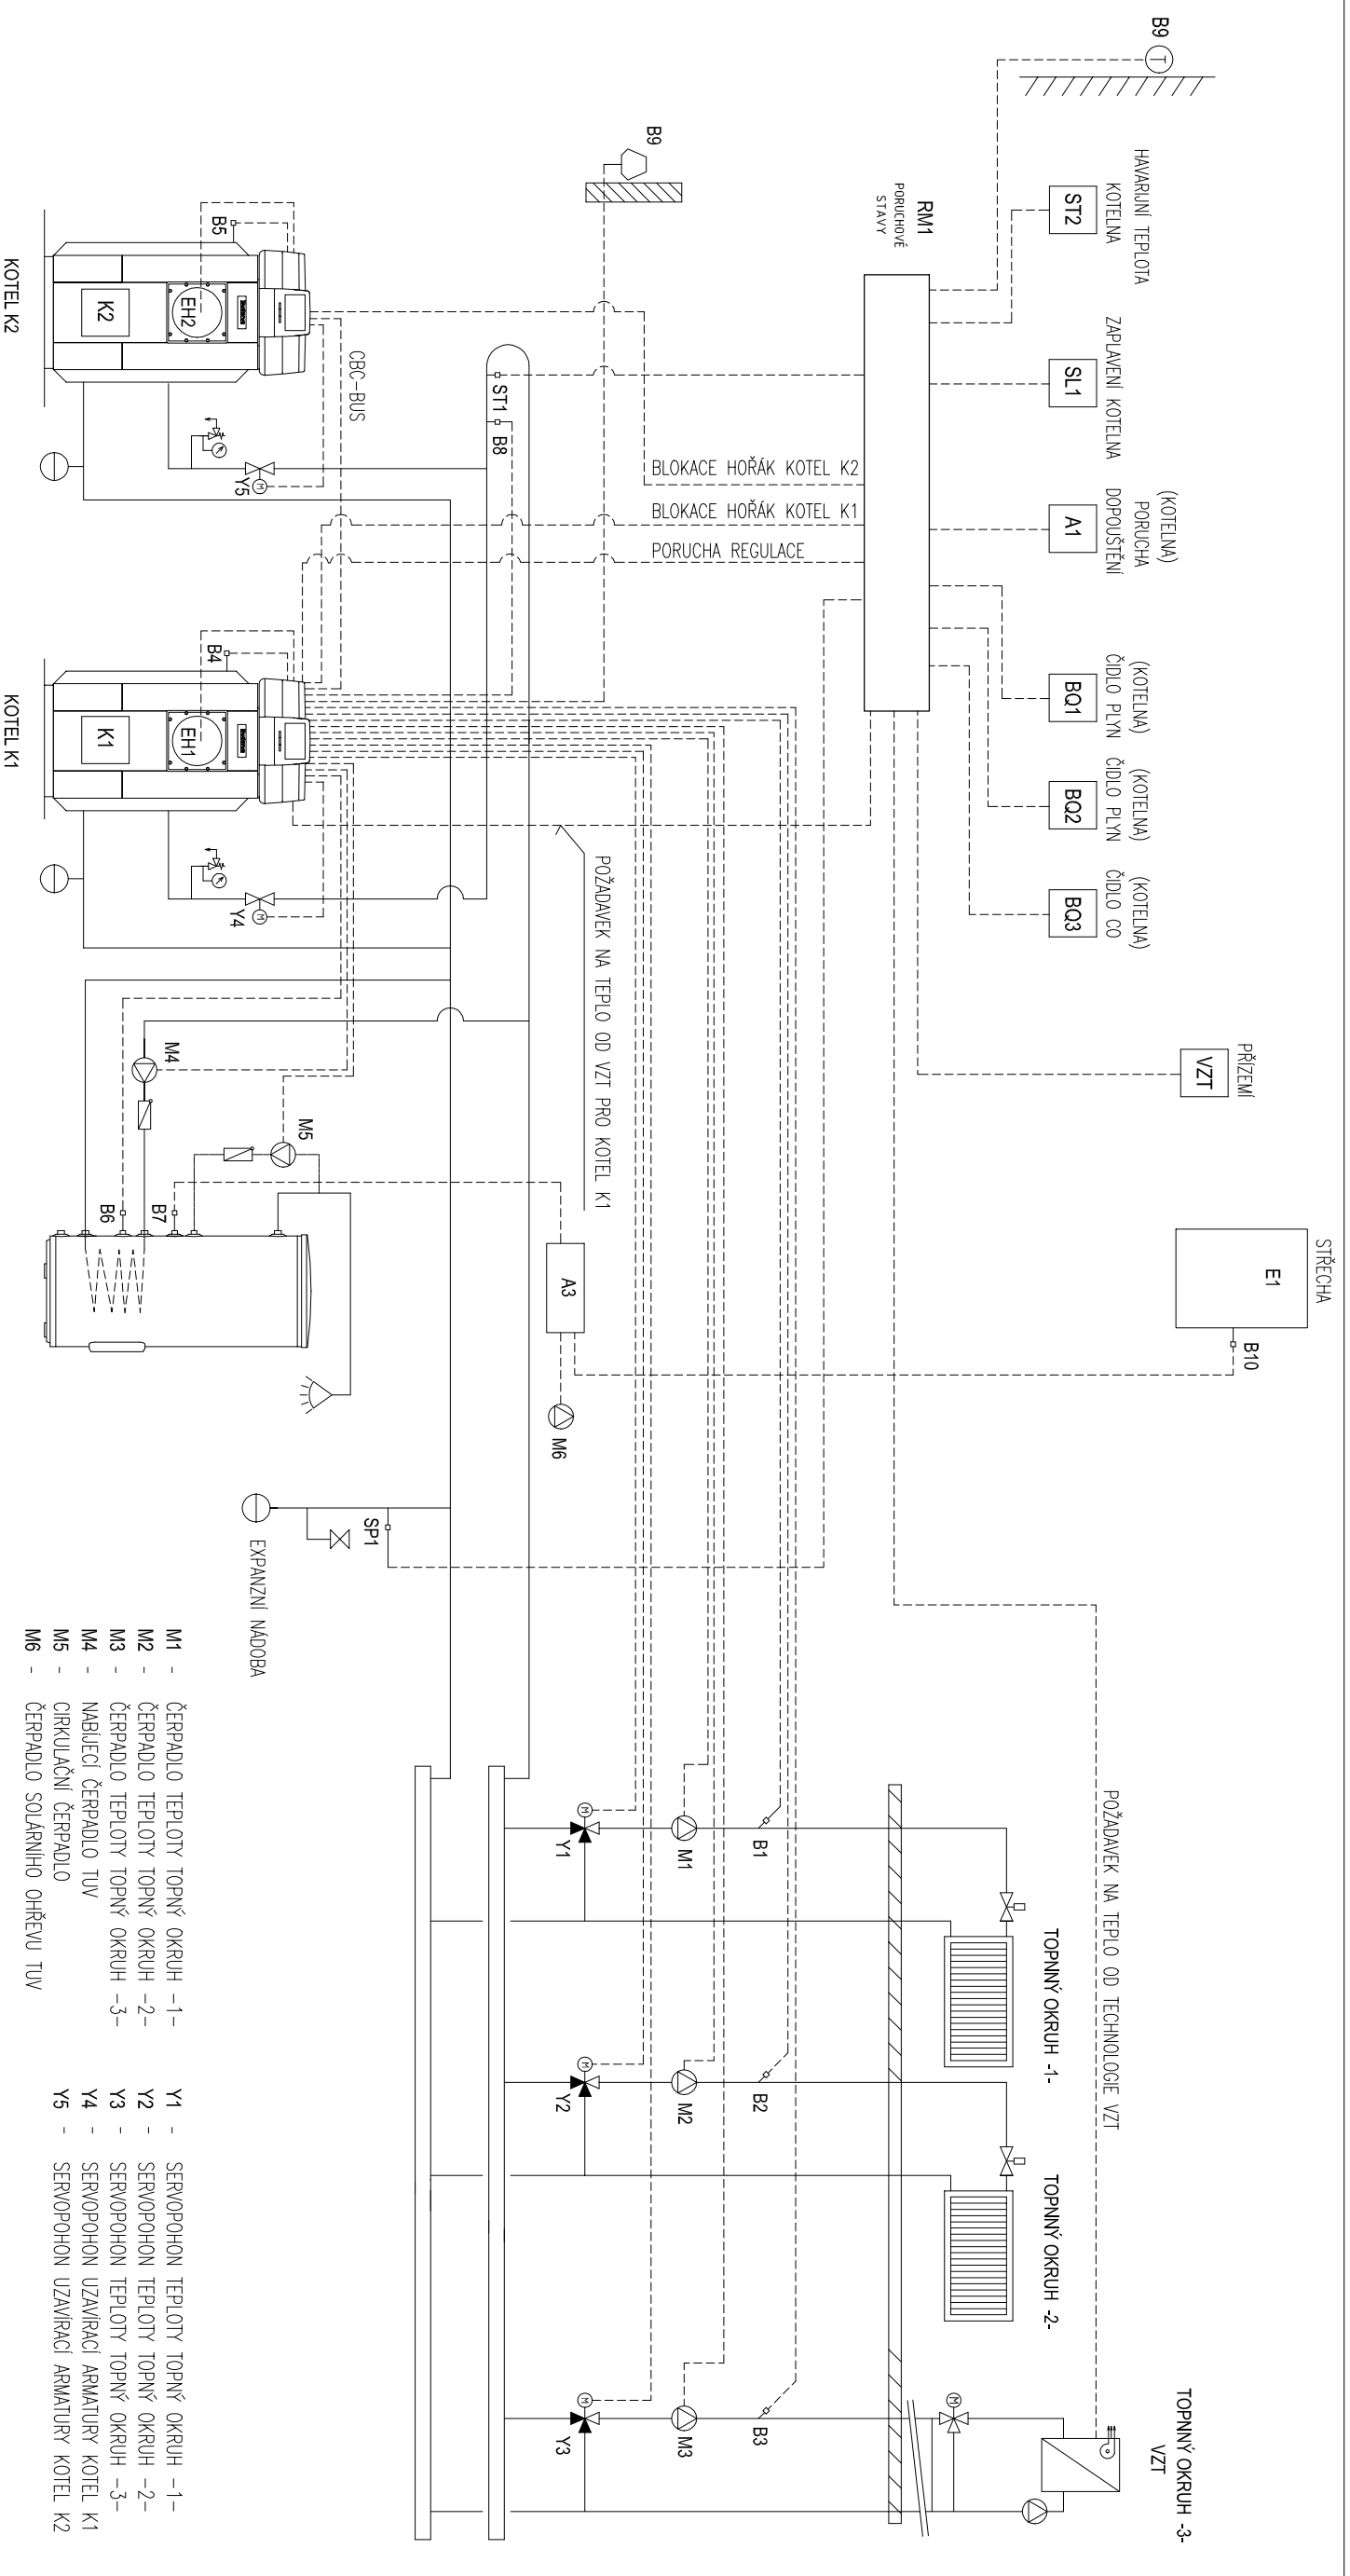 STŘECHA
E1
B10
PŘÍZEMÍ
VZT
B9
T
HAVARIJNÍ TEPLOTA
KOTELNA
ST2
ZAPLAVENÍ KOTELNA
SL1
(KOTELNA)
PORUCHA
DOPOUŠTĚNÍ
A1
(KOTELNA)
ČIDLO PLYN
BQ1
(KOTELNA)
ČIDLO PLYN
BQ2
(KOTELNA)
ČIDLO CO
BQ3
TOPNNÝ OKRUH -3-
VZT
POŽADAVEK NA TEPLO OD TECHNOLOGIE VZT
TOPNNÝ OKRUH -1-
TOPNNÝ OKRUH -2-
M
RM1
PORUCHOVÉ
STAVY
BLOKACE HOŘÁK KOTEL K2
BLOKACE HOŘÁK KOTEL K1
PORUCHA REGULACE
B9
B1
B2
B3
M1
M2
M3
POŽADAVEK NA TEPLO OD VZT PRO KOTEL K1
A3
M6
M
Y1
M
Y2
M
Y3
ST1
B8
CBC-BUS
SP1
B5
EH2
K2
M
Y5
B4
EH1
K1
M
Y4
M5
M4
B7
B6
EXPANZNÍ NÁDOBA
KOTEL K2
KOTEL K1
M1 - ČERPADLO TEPLOTY TOPNÝ OKRUH -1-
M2 - ČERPADLO TEPLOTY TOPNÝ OKRUH -2-
M3 - ČERPADLO TEPLOTY TOPNÝ OKRUH -3-
M4 - NABÍJECÍ ČERPADLO TUV
M5 - CIRKULAČNÍ ČERPADLO
M6 - ČERPADLO SOLÁRNÍHO OHŘEVU TUV
Y1 - SERVOPOHON TEPLOTY TOPNÝ OKRUH -1-
Y2 - SERVOPOHON TEPLOTY TOPNÝ OKRUH -2-
Y3 - SERVOPOHON TEPLOTY TOPNÝ OKRUH -3-
Y4 - SERVOPOHON UZAVÍRACÍ ARMATURY KOTEL K1
Y5 - SERVOPOHON UZAVÍRACÍ ARMATURY KOTEL K2